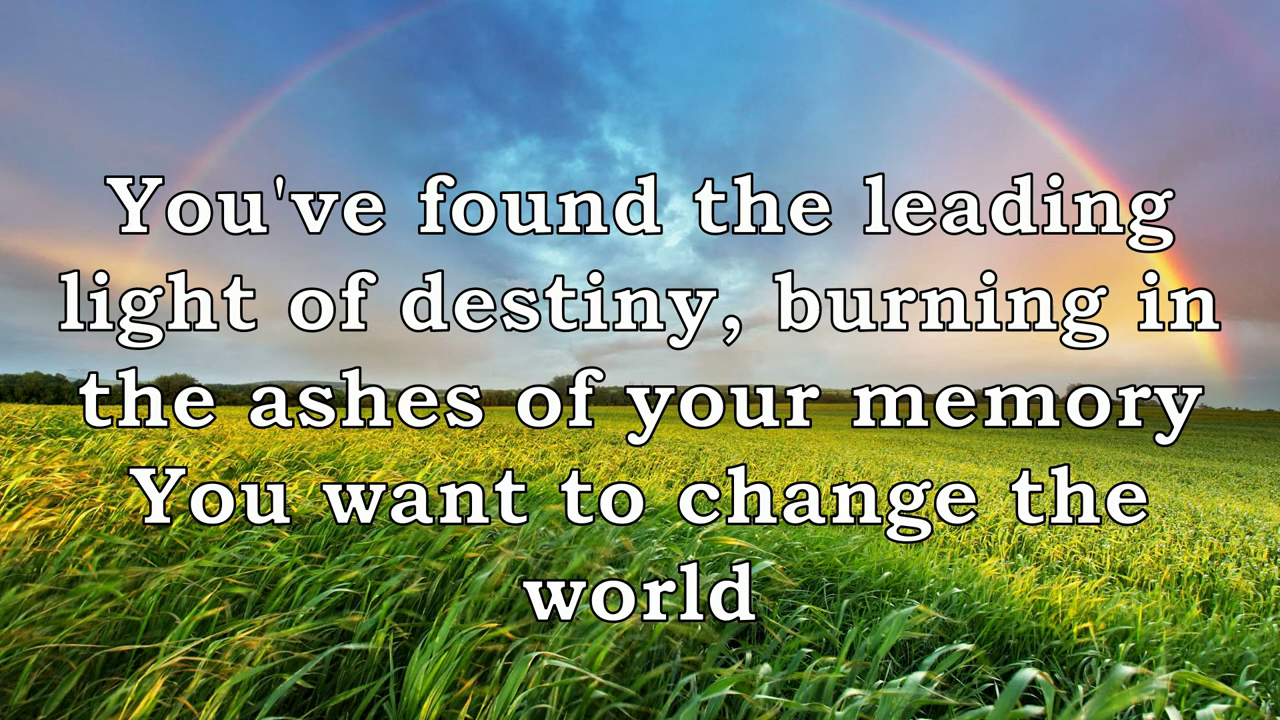 You've found the leading
light of destiny, burning in
the ashes of your memory
You want to change the
world